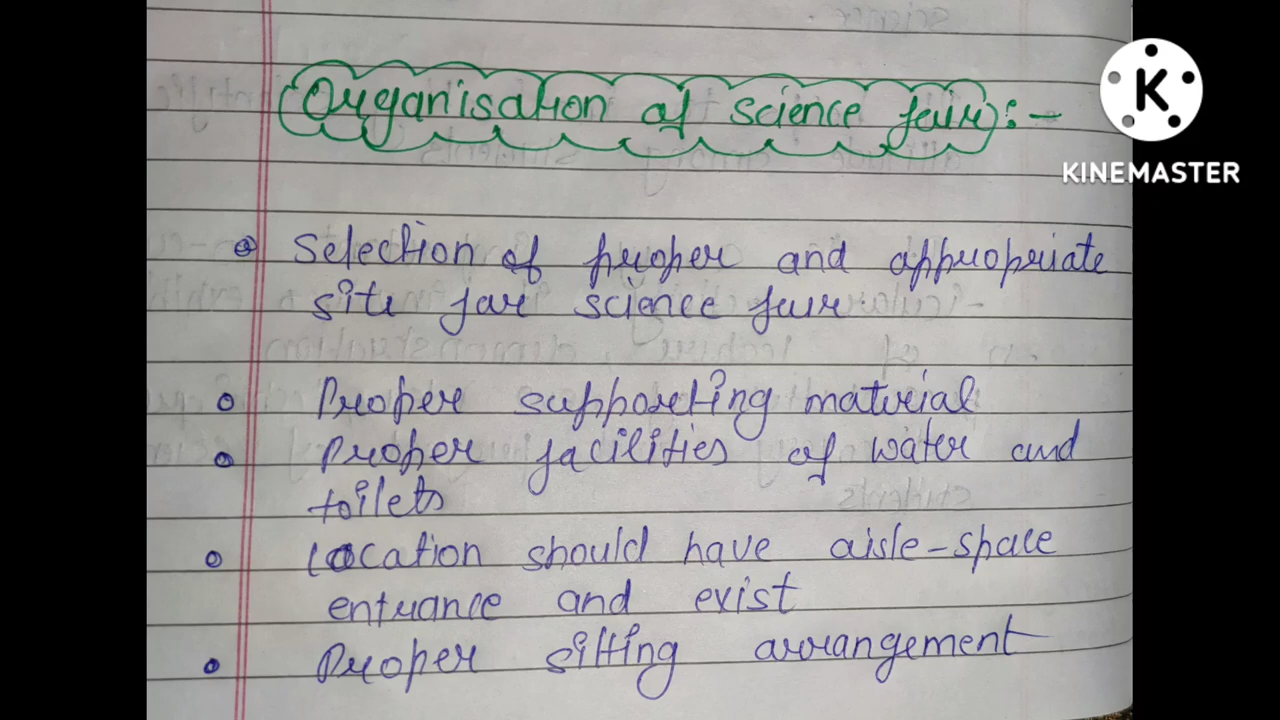 Organisation of science fair :-
K
KINEMASTER
Selection of proper and appropriate
site for science fair
Proper supporting material
Proper facilities of water and
toilets
Location should have aisle-space
entrance and exist
Proper sitting arrangement